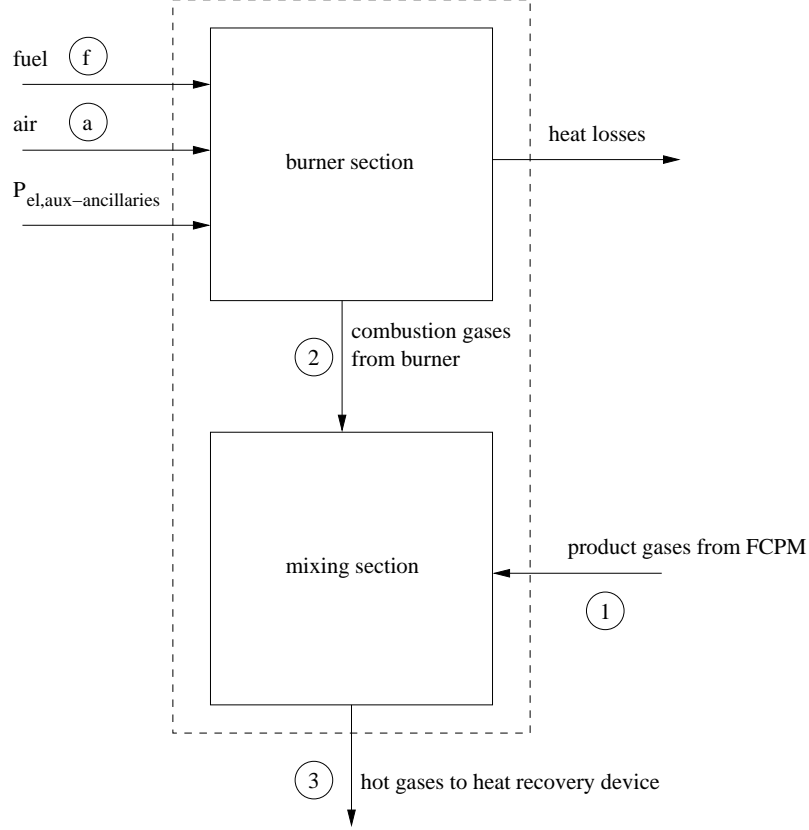 fuel f
air a
P el,aux−ancillaries
burner section
heat losses
2
combustion gases
from burner
mixing section
product gases from FCPM
1
3 hot gases to heat recovery device